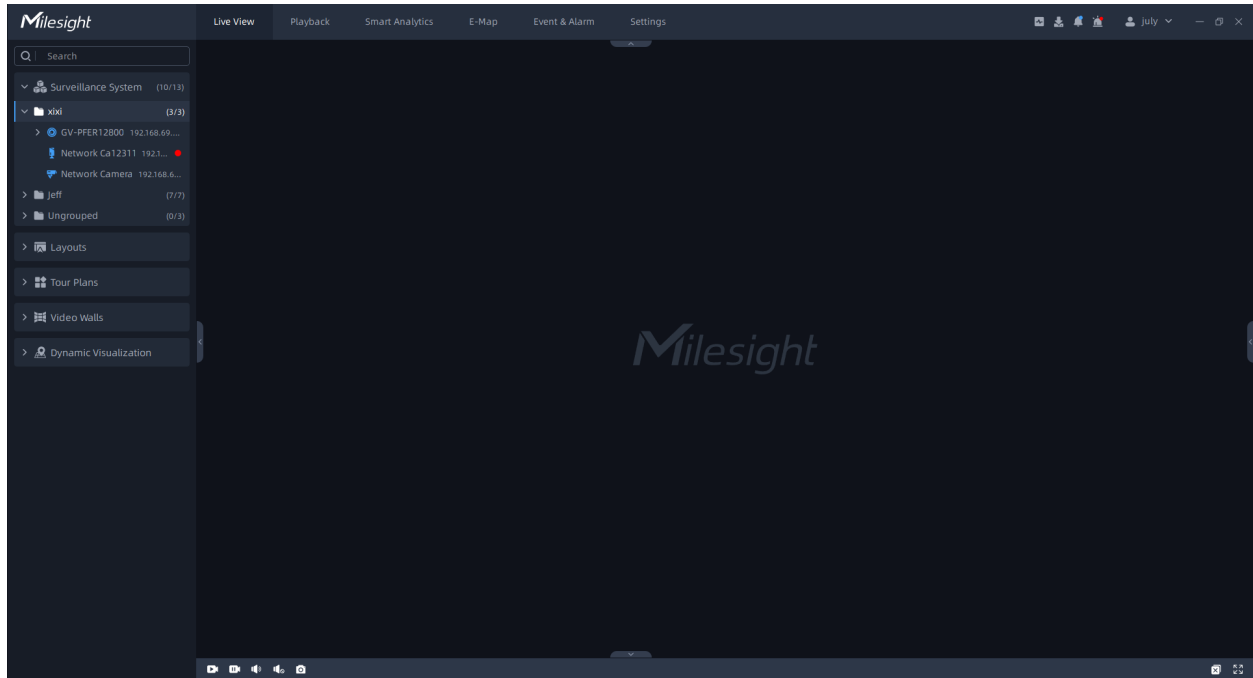 Milesight
Live View Playback Smart Analytics E-Map Event & Alarm Settings july
Search
Surveillance System (10/13)
xixi (3/3)
GV-PFER12800 192.168.69....
Network Ca12311 192.1...
Network Camera 192.168.6...
Jeff (7/7)
Ungrouped (0/3)
Layouts
Tour Plans
Video Walls
Dynamic Visualization
Milesight